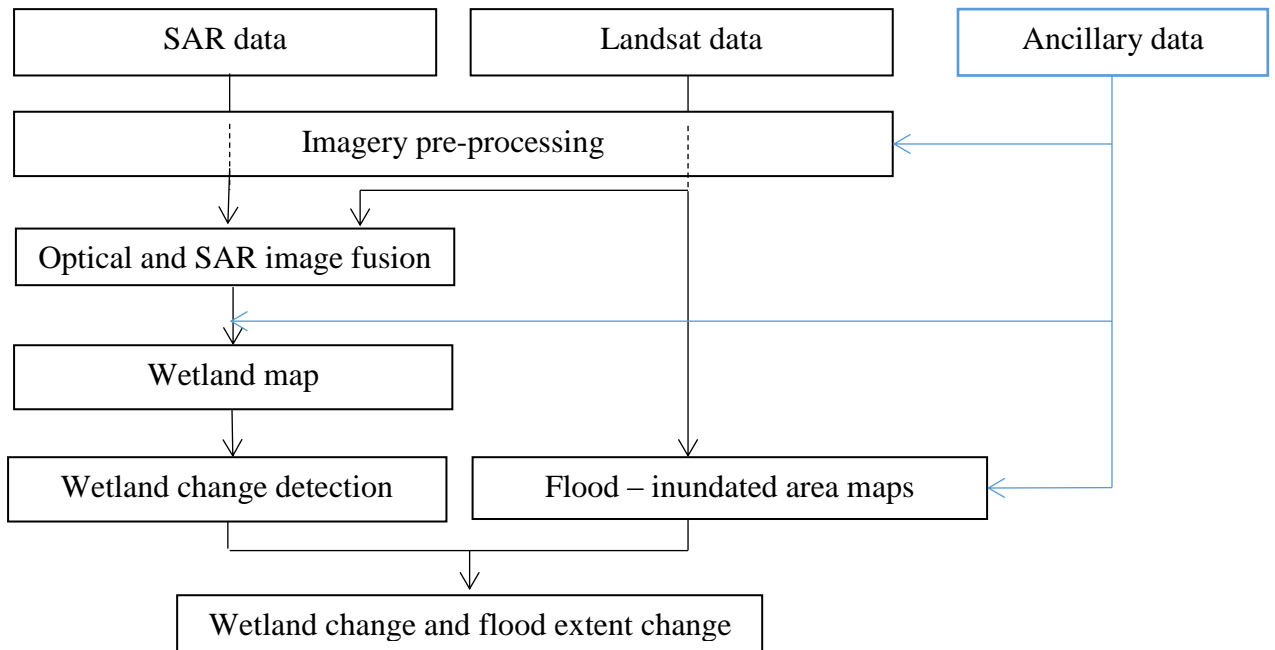 SAR data
Landsat data
Ancillary data
Imagery pre-processing
Optical and SAR image fusion
Wetland map
Wetland change detection
Flood – inundated area maps
Wetland change and flood extent change